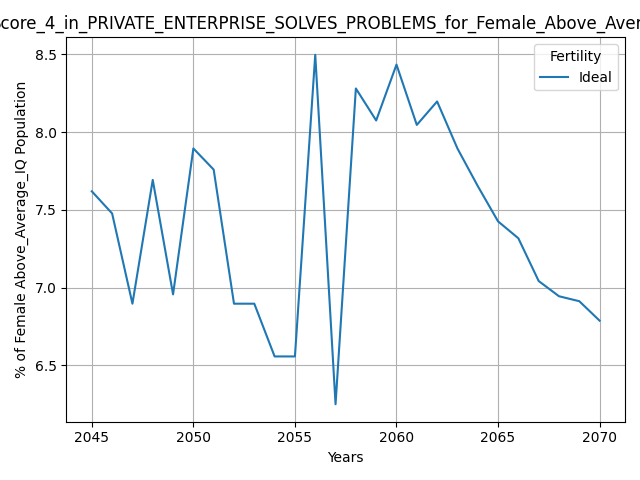 core_4_in_PRIVATE_ENTERPRISE_SOLVES_PROBLEMS_for_Female_Above_Aver
% of Female Above_Average_IQ Population
8.5
8.0
7.5
7.0
6.5
Fertility
Ideal
2045
2050
2055
2060
2065
2070
Years